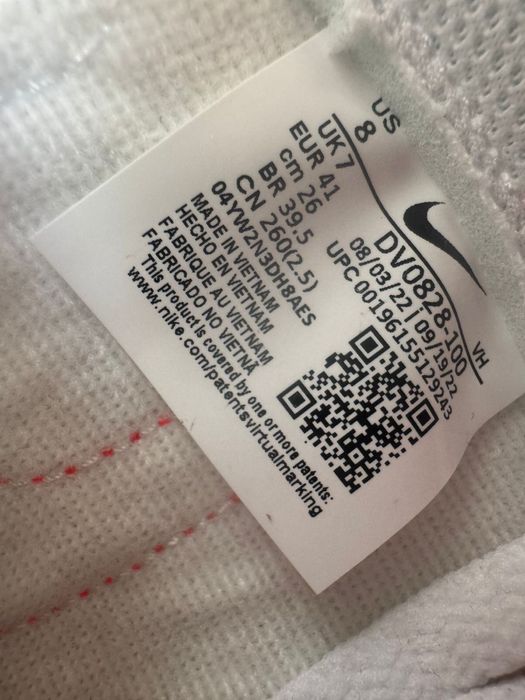 US
8
UK 7
EUR 41
cm 26
BR 39.5
CN 260(2.5)
04YW2N3DH8AES
MADE IN VIETNAM
HECHO EN VIETNAM
FABRIQUE AU VIETNAM
FABRICADO NO VIETNÃ
This product is covered by one or more patents:
www.nike.com/patentsvirtualmarking
DV0828-100
08/03/22 | 09/19/22
UPC 00196155129243
VH